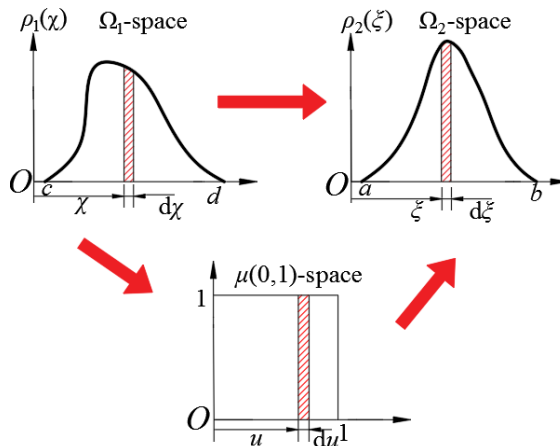 ρ₁(χ) Ω₁-space
O c d
χ dχ
ρ₂(ξ) Ω₂-space
O a b
ξ dξ
μ(0,1)-space
1
O 1
u du